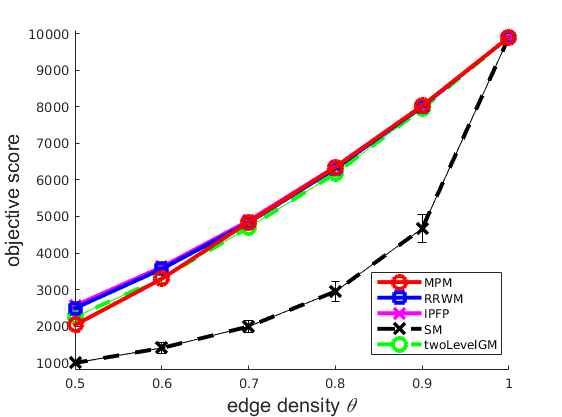 10000
9000
8000
7000
6000
5000
4000
3000
2000
1000
objective score
0.5 0.6 0.7 0.8 0.9 1
edge density θ
MPM
RRWM
IPFP
SM
twoLevelGM